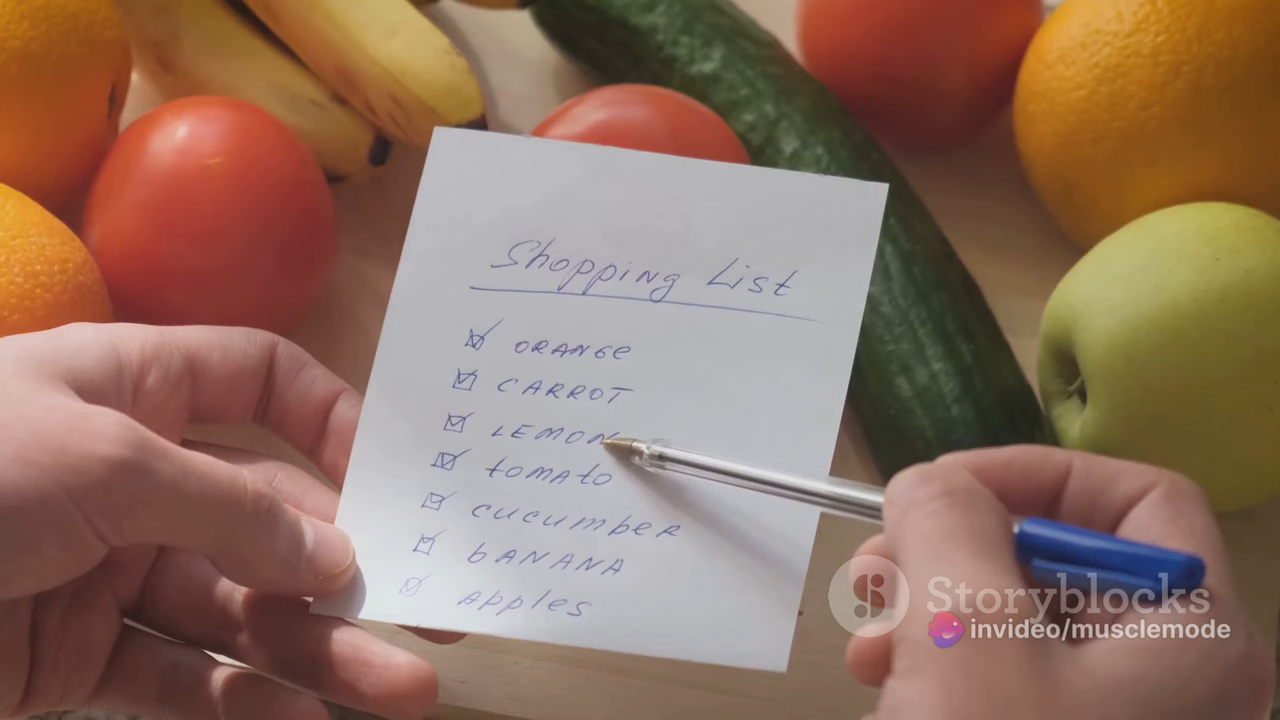 Shopping List
ORANGE
CARROT
LEMON
tomato
cucumber
bANANA
apples
Storyblocks
invideo/musclemode